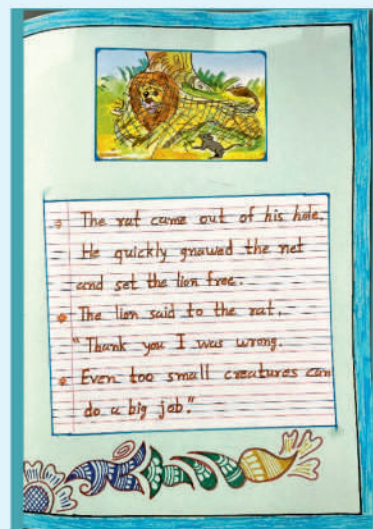 The rat came out of his hole.
He quickly gnawed the net
and set the lion free.
The lion said to the rat,
"Thank you I was wrong.
Even too small creatures can
do a big job."